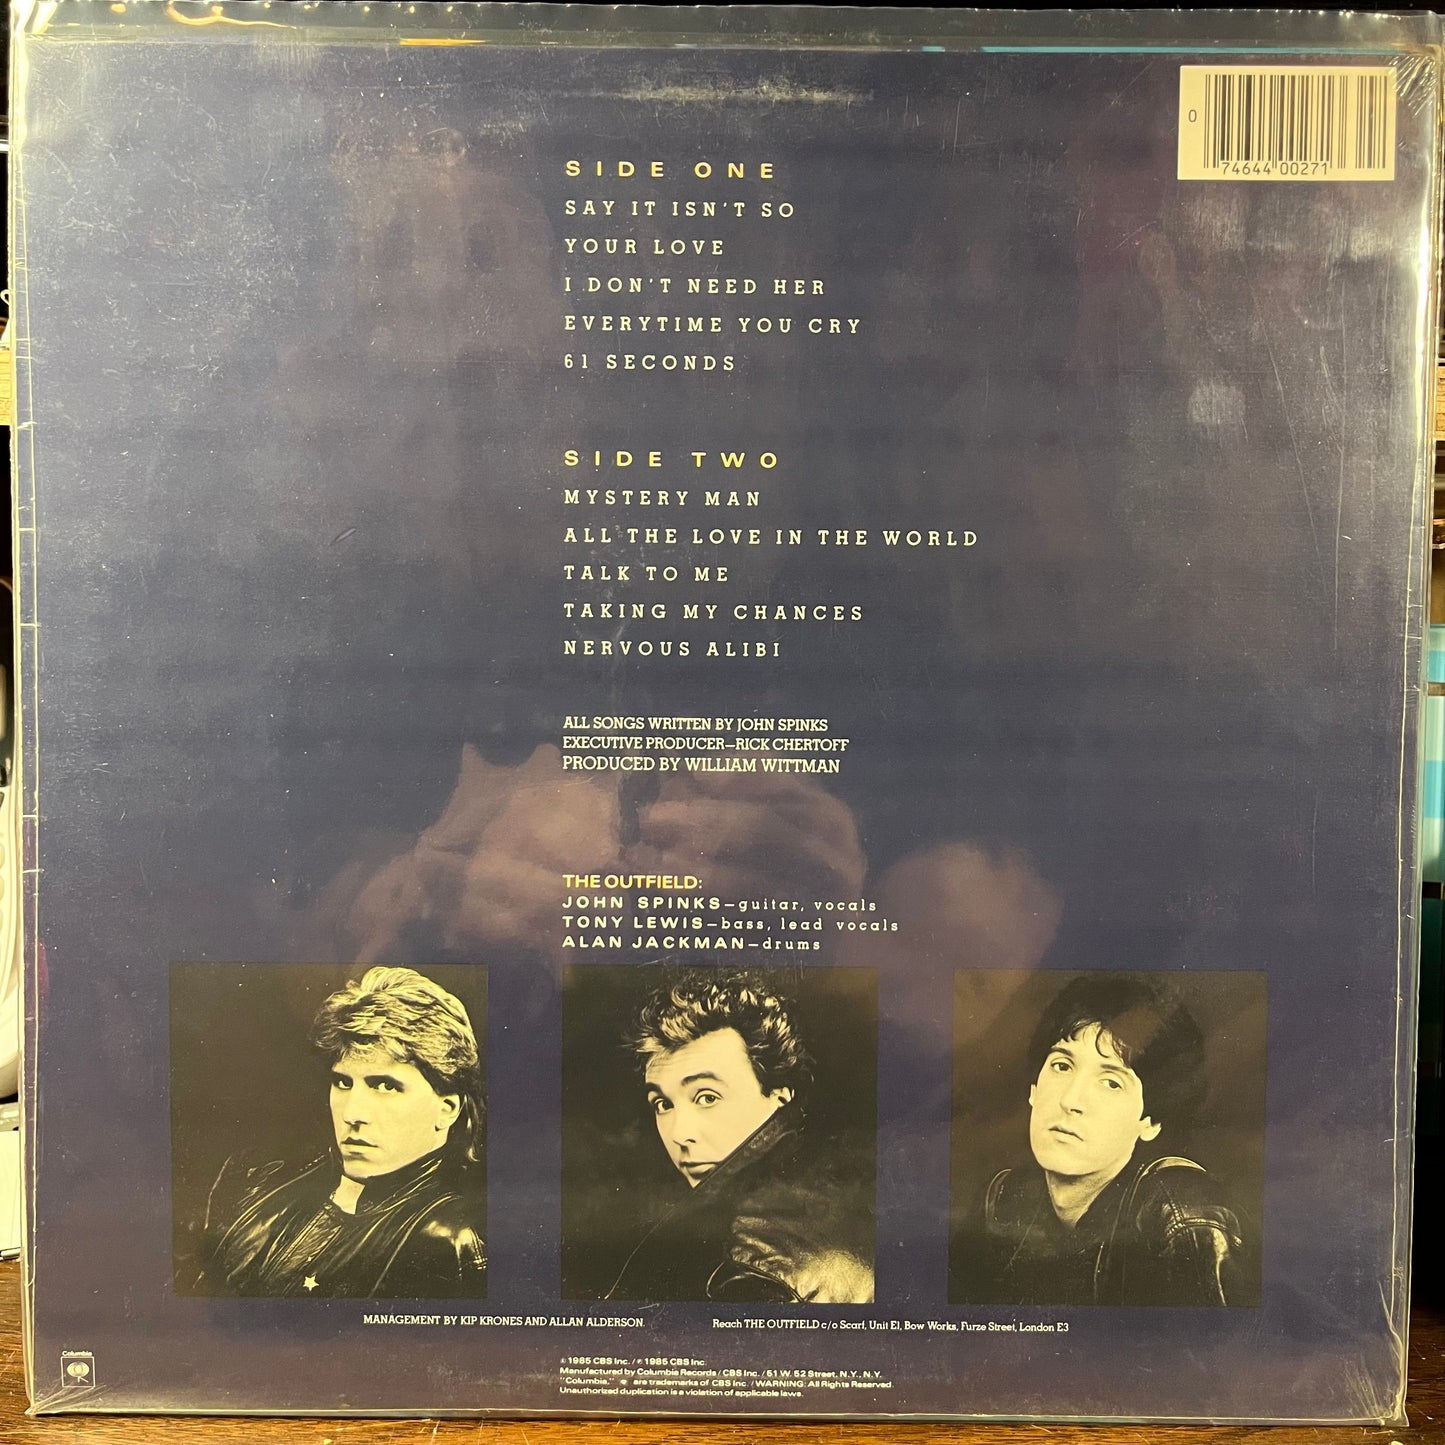 0
74644 00271
SIDE ONE
SAY IT ISN'T SO
YOUR LOVE
I DON'T NEED HER
EVERYTIME YOU CRY
61 SECONDS
SIDE TWO
MYSTERY MAN
ALL THE LOVE IN THE WORLD
TALK TO ME
TAKING MY CHANCES
NERVOUS ALIBI
ALL SONGS WRITTEN BY JOHN SPINKS
EXECUTIVE PRODUCER—RICK CHERTOFF
PRODUCED BY WILLIAM WITTMAN
THE OUTFIELD:
JOHN SPINKS—guitar, vocals
TONY LEWIS—bass, lead vocals
ALAN JACKMAN—drums
MANAGEMENT BY KIP KRONES AND ALLAN ALDERSON.
Reach THE OUTFIELD c/o Scarf, Unit E1, Bow Works, Furze Street, London E3
Columbia
© 1985 CBS Inc. / ℗ 1985 CBS Inc.
Manufactured by Columbia Records / CBS Inc. / 51 W. 52 Street, N.Y., N.Y.
"Columbia," are trademarks of CBS Inc. / WARNING: All Rights Reserved.
Unauthorized duplication is a violation of applicable laws.